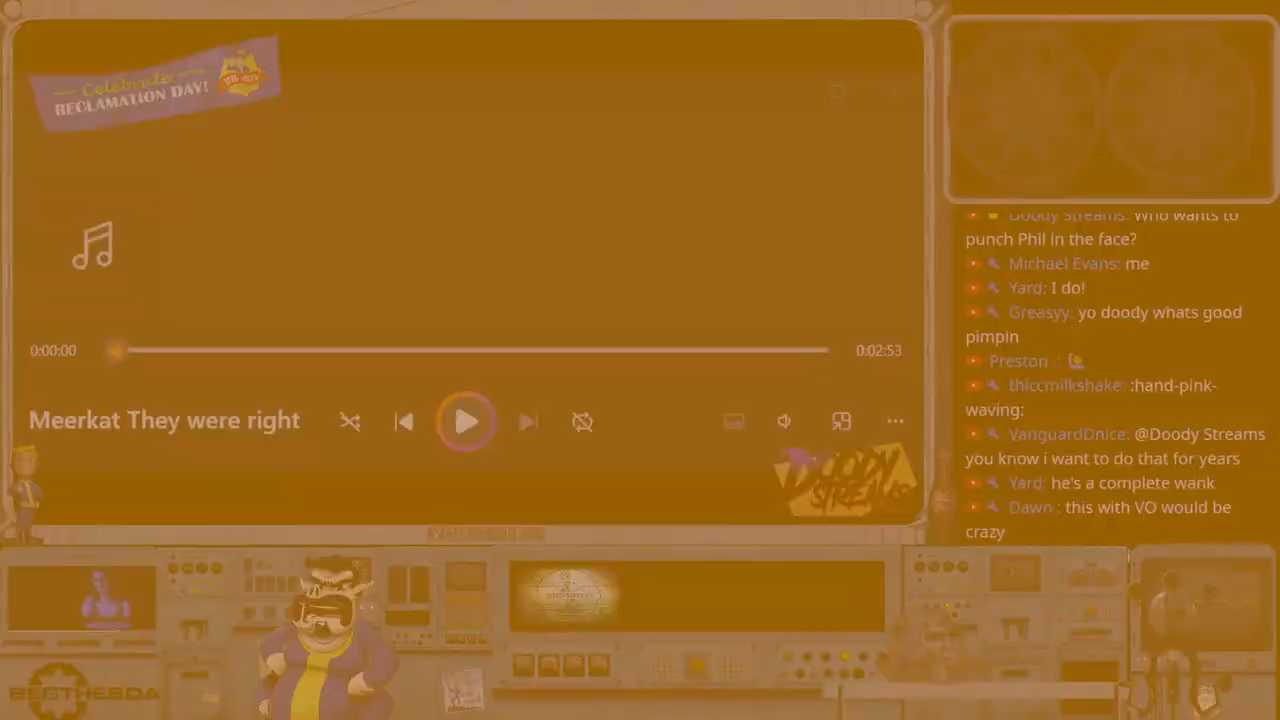 Celebrate
RECLAMATION DAY!
0:00:00
0:02:53
Meerkat They were right
DOODY
STREAMS
Doody Streams: Who wants to
punch Phil in the face?
Michael Evans: me
Yard: I do!
Greasyy: yo doody whats good
pimpin
Preston :
thiccmilkshake: :hand-pink-
waving:
VanguardDnice: @Doody Streams
you know i want to do that for years
Yard: he's a complete wank
Dawn : this with VO would be
crazy